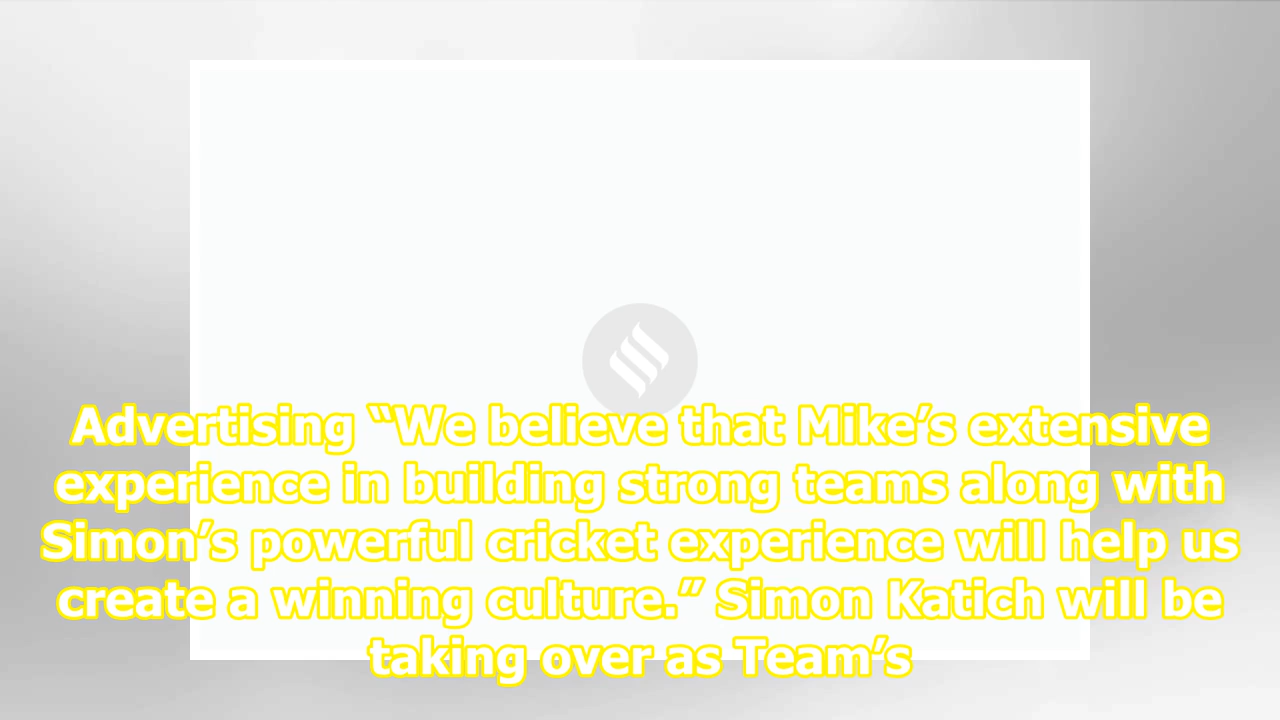 Advertising “We believe that Mike’s extensive
experience in building strong teams along with
Simon’s powerful cricket experience will help us
create a winning culture.” Simon Katich will be
taking over as Team’s